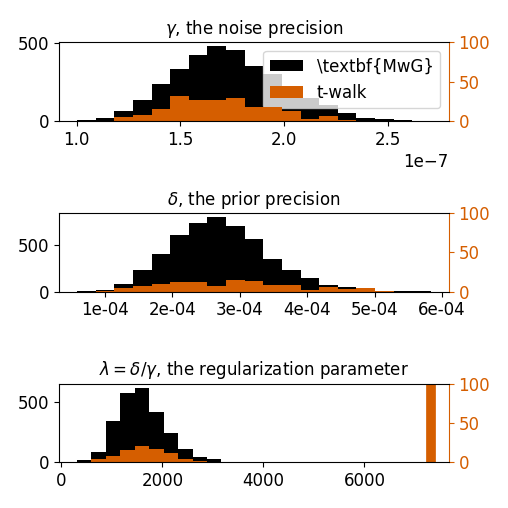 γ, the noise precision
500
0
100
50
0
\textbf{MwG}
t-walk
1.0 1.5 2.0 2.5
1e−7
δ, the prior precision
500
0
100
50
0
1e-04 2e-04 3e-04 4e-04 5e-04 6e-04
λ = δ/γ, the regularization parameter
500
0
100
50
0
0 2000 4000 6000